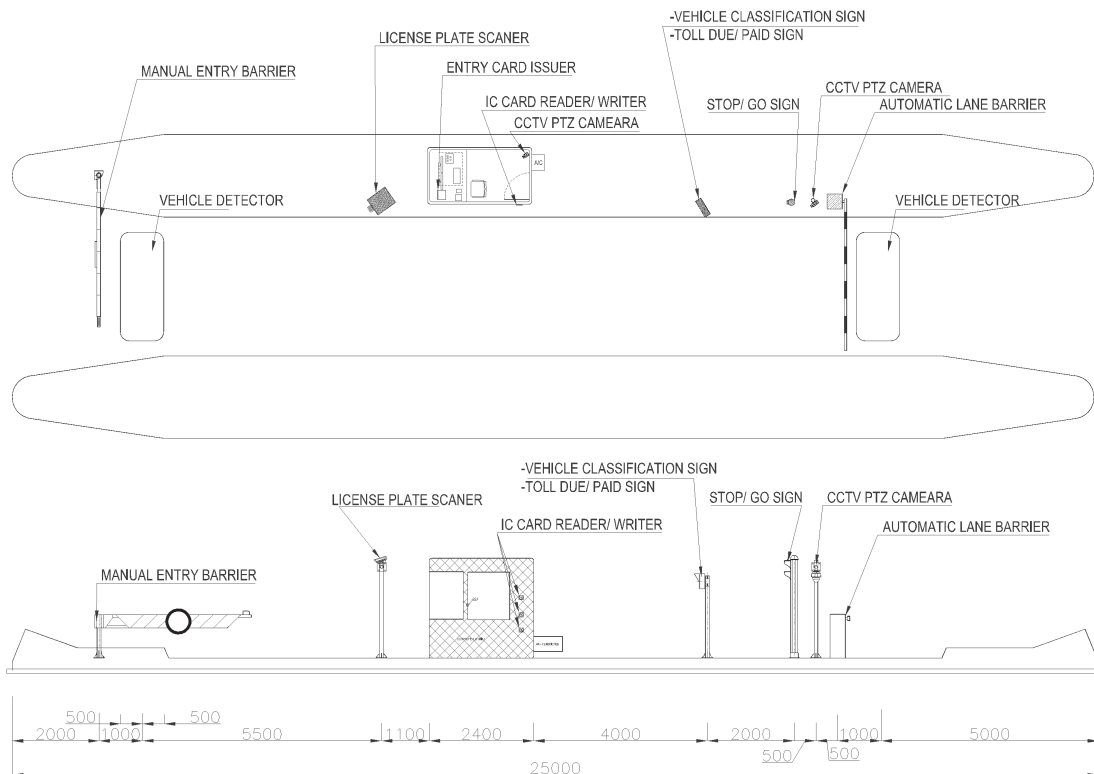 -VEHICLE CLASSIFICATION SIGN
-TOLL DUE/ PAID SIGN
LICENSE PLATE SCANER
ENTRY CARD ISSUER
MANUAL ENTRY BARRIER
CCTV PTZ CAMERA
IC CARD READER/ WRITER
STOP/ GO SIGN
AUTOMATIC LANE BARRIER
CCTV PTZ CAMEARA
A/C
VEHICLE DETECTOR
VEHICLE DETECTOR
-VEHICLE CLASSIFICATION SIGN
-TOLL DUE/ PAID SIGN
LICENSE PLATE SCANER
STOP/ GO SIGN
CCTV PTZ CAMEARA
IC CARD READER/ WRITER
AUTOMATIC LANE BARRIER
MANUAL ENTRY BARRIER
500 500
2000 1000 5500 1100 2400 4000 2000 1000 5000
500 500
25000